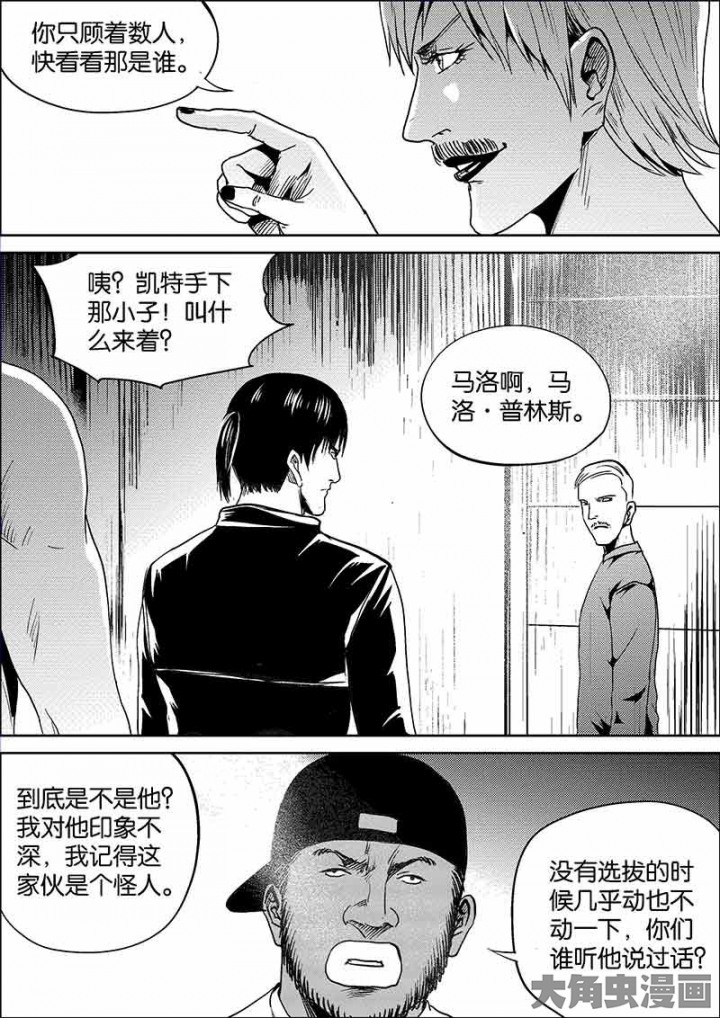 你只顾着数人，
快看看那是谁。
咦？凯特手下
那小子！叫什
么来着？
马洛啊，马
洛·普林斯。
到底是不是他？
我对他印象不
深，我记得这
家伙是个怪人。
没有选拔的时
候几乎动也不
动一下，你们
谁听他说过话？
大角虫漫画